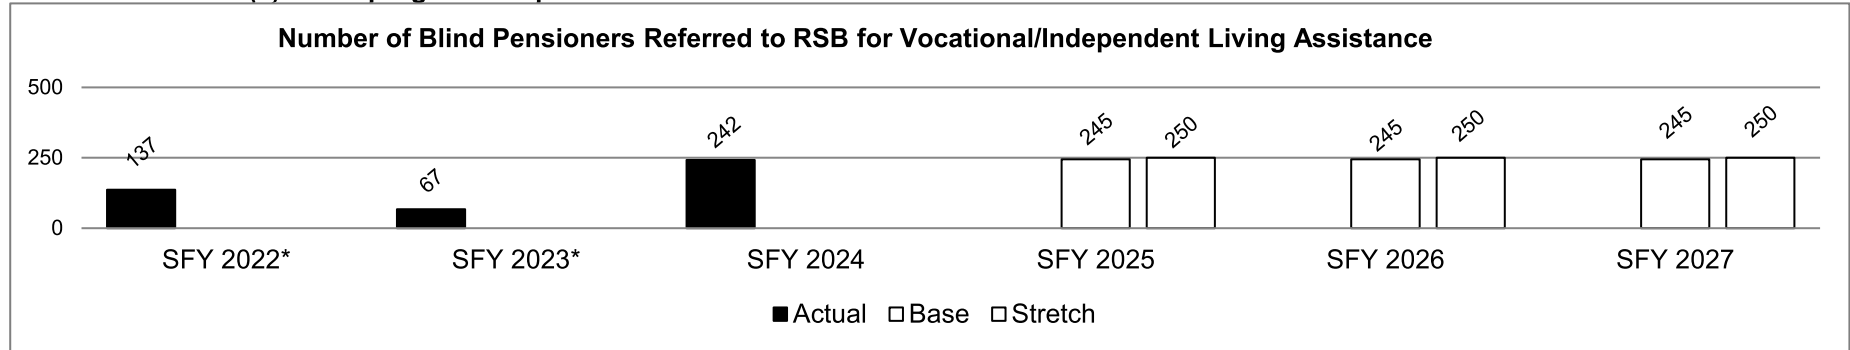 Number of Blind Pensioners Referred to RSB for Vocational/Independent Living Assistance
500
250
0
137
67
242
245
250
245
250
245
250
SFY 2022*
SFY 2023*
SFY 2024
SFY 2025
SFY 2026
SFY 2027
Actual
Base
Stretch